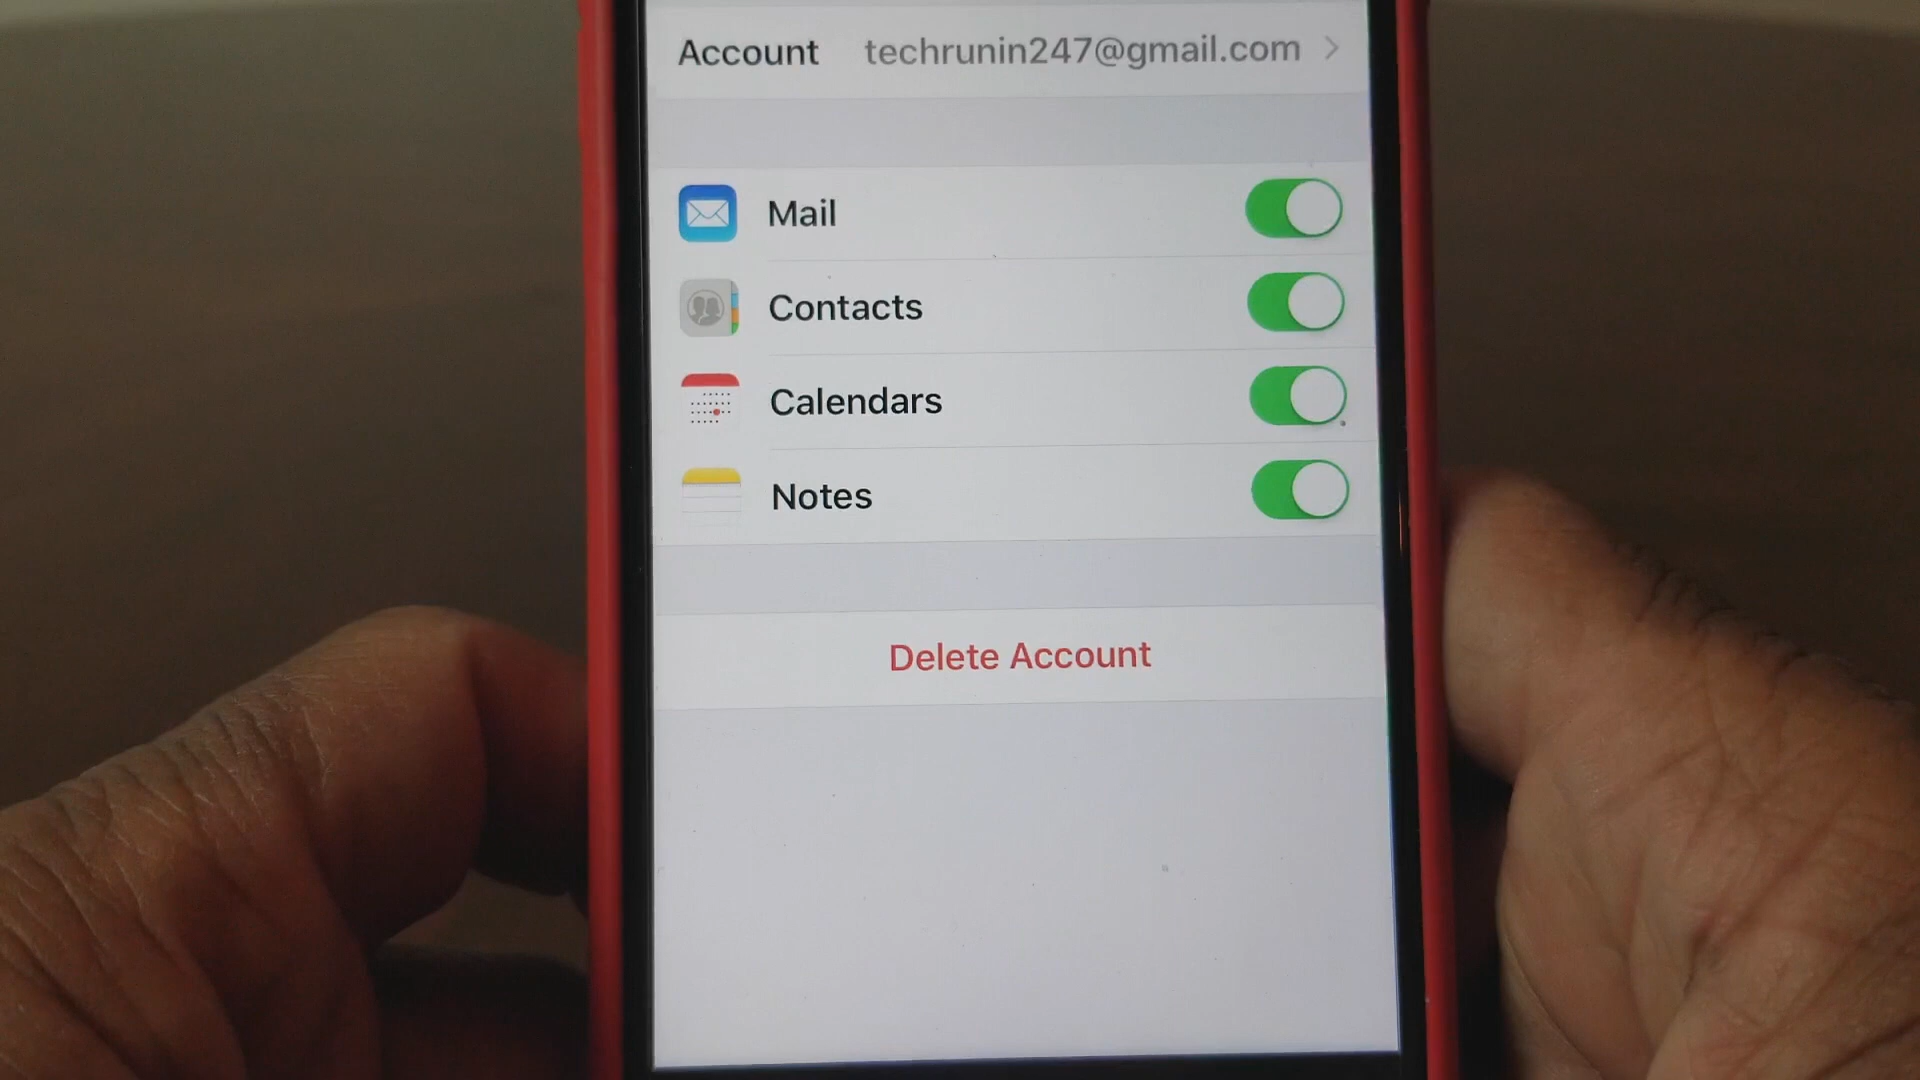 Account techrunin247@gmail.com
Mail
Contacts
Calendars
Notes
Delete Account